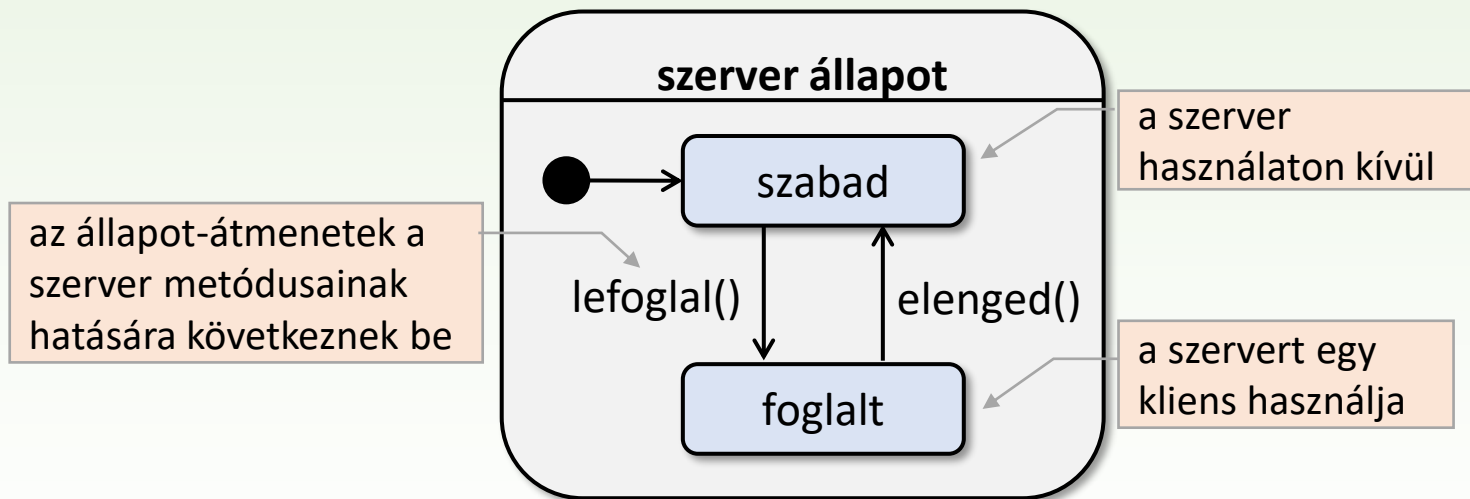 szerver állapot
a szerver
használaton kívül
szabad
az állapot-átmenetek a
szerver metódusainak
hatására következnek be
lefoglal()
elenged()
a szervert egy
kliens használja
foglalt